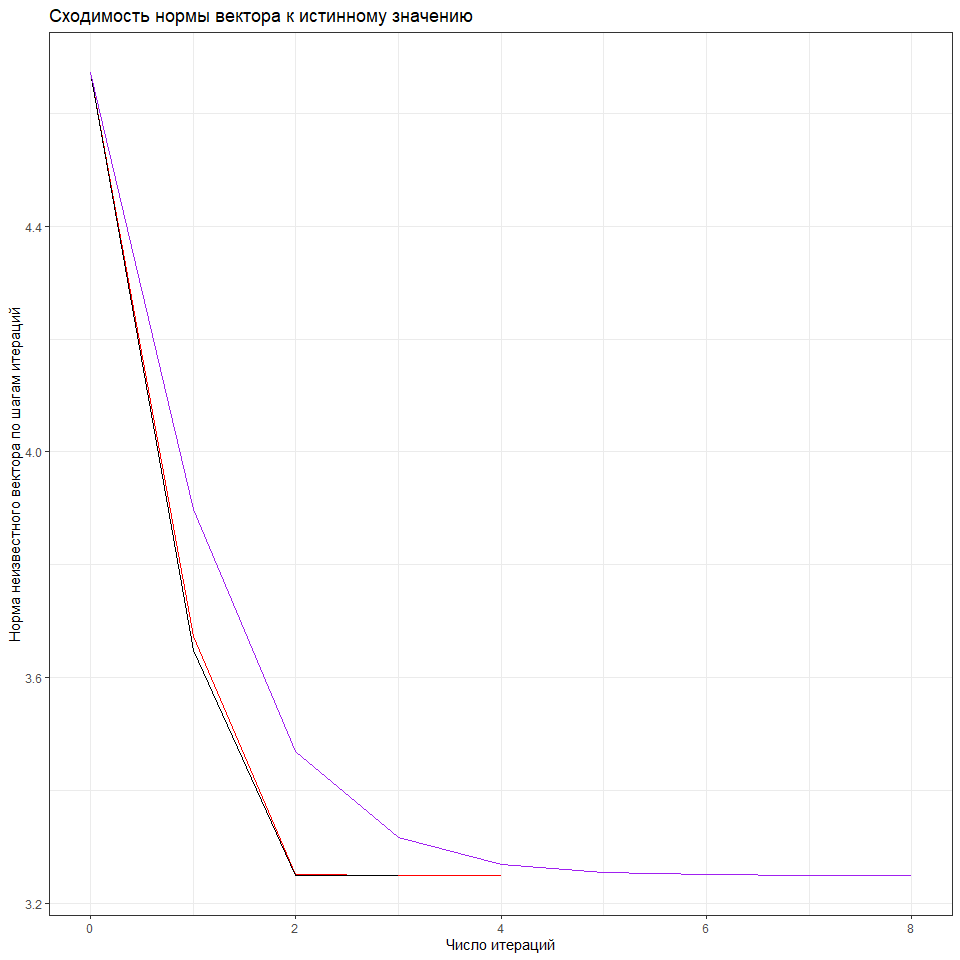 Сходимость нормы вектора к истинному значению
Норма неизвестного вектора по шагам итераций
4.4
4.0
3.6
3.2
0 2 4 6 8
Число итераций